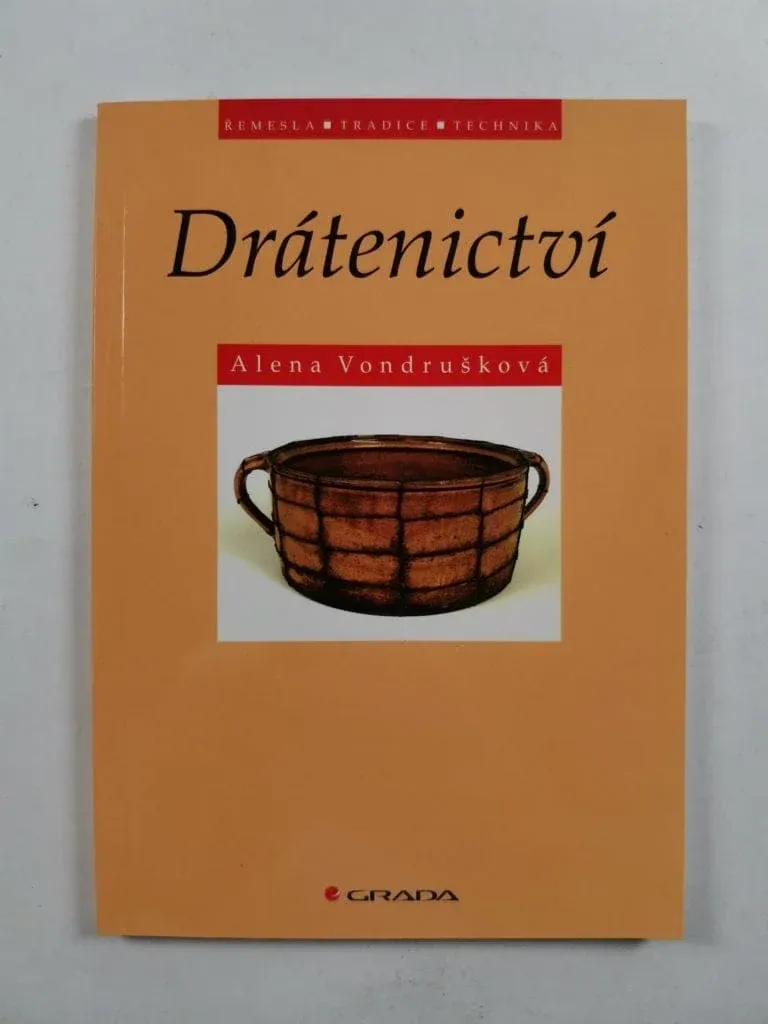 ŘEMESLA ■ TRADICE ■ TECHNIKA
Drátenictví
Alena Vondrušková
GRADA